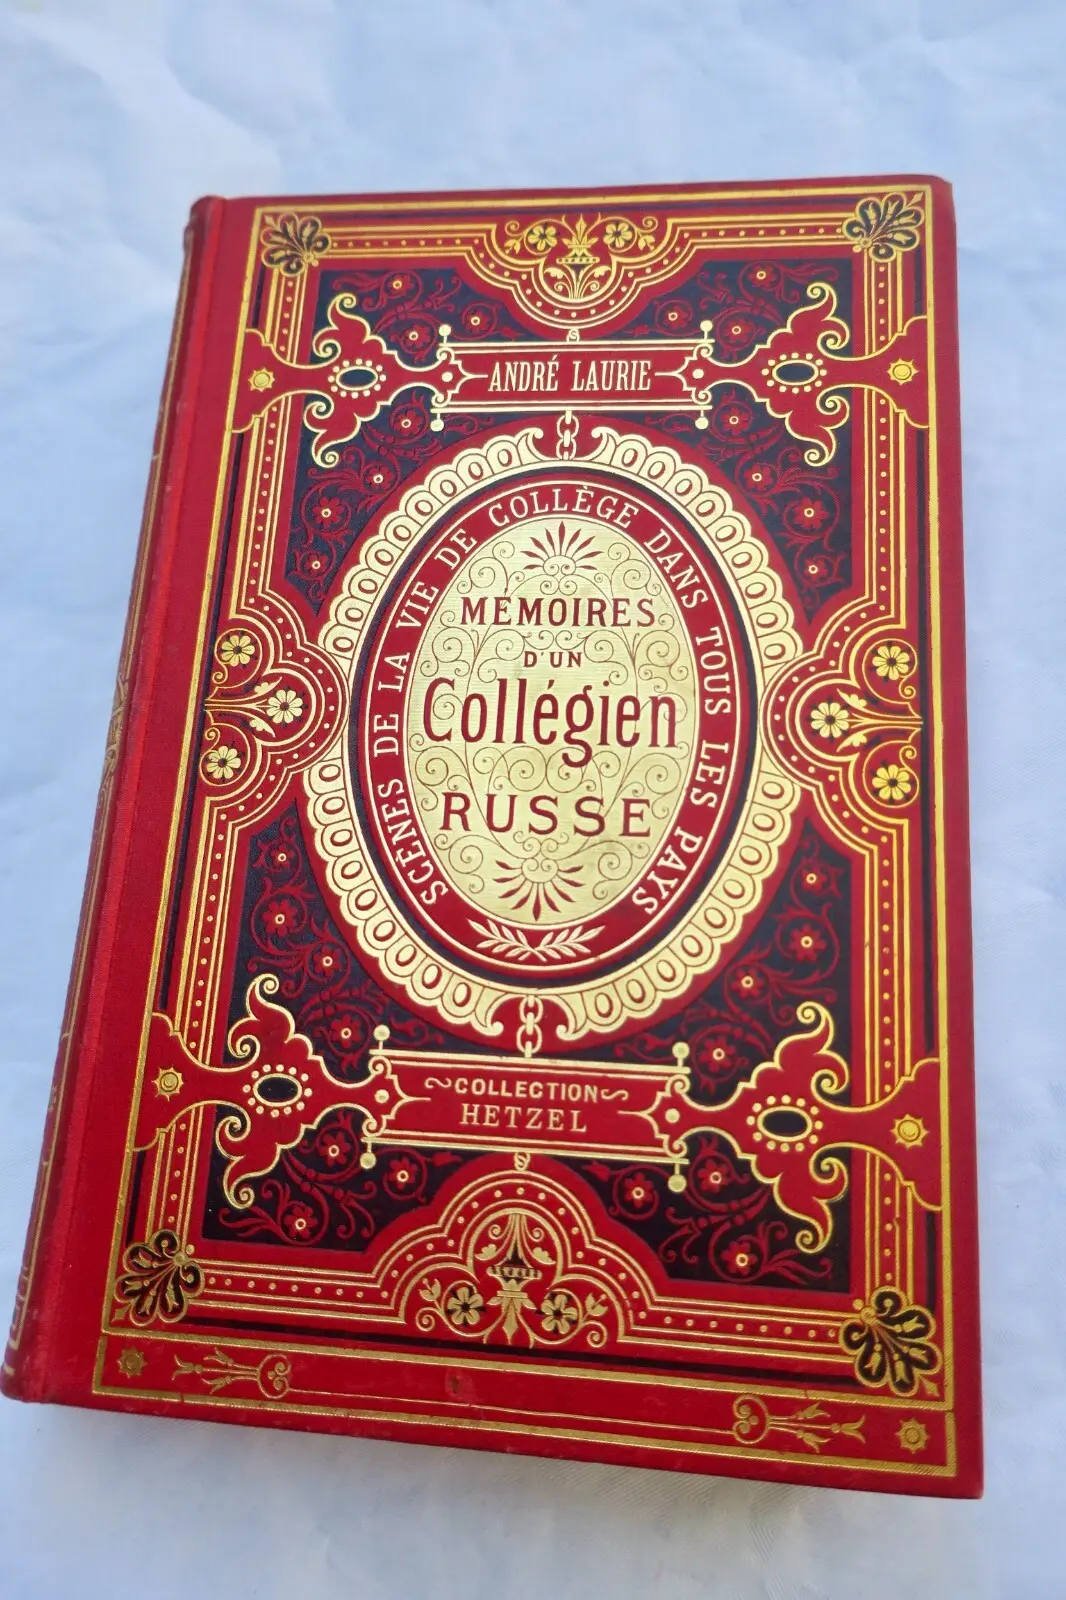 ANDRÉ LAURIE
SCÈNES DE LA VIE DE COLLÈGE DANS TOUS LES PAYS
MEMOIRES
D'UN
Collégien
RUSSE
COLLECTION
HETZEL